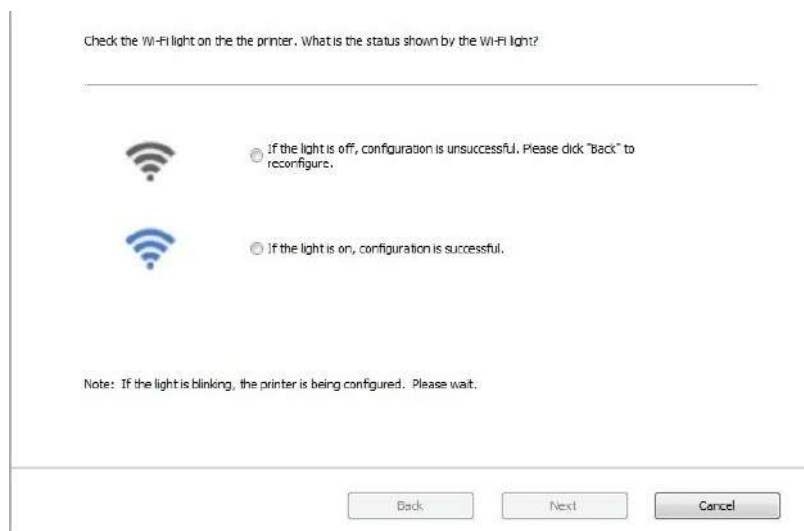 Check the Wi-Fi light on the the printer. What is the status shown by the Wi-Fi light?
If the light is off, configuration is unsuccessful. Please click "Back" to
reconfigure.
If the light is on, configuration is successful.
Note: If the light is blinking, the printer is being configured. Please wait.
Back
Next
Cancel